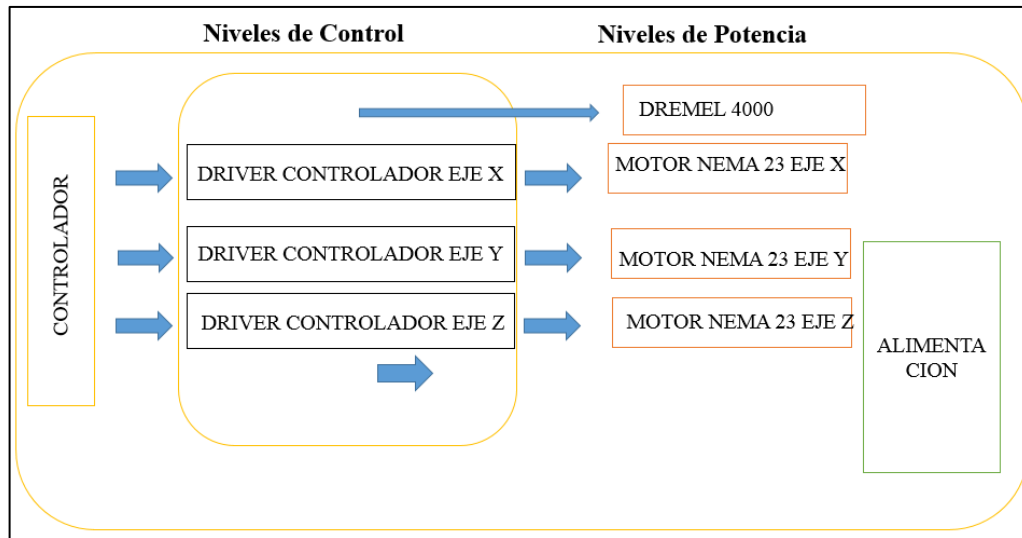 Niveles de Control
Niveles de Potencia
DREMEL 4000
CONTROLADOR
DRIVER CONTROLADOR EJE X
MOTOR NEMA 23 EJE X
DRIVER CONTROLADOR EJE Y
MOTOR NEMA 23 EJE Y
DRIVER CONTROLADOR EJE Z
MOTOR NEMA 23 EJE Z
ALIMENTA
CION